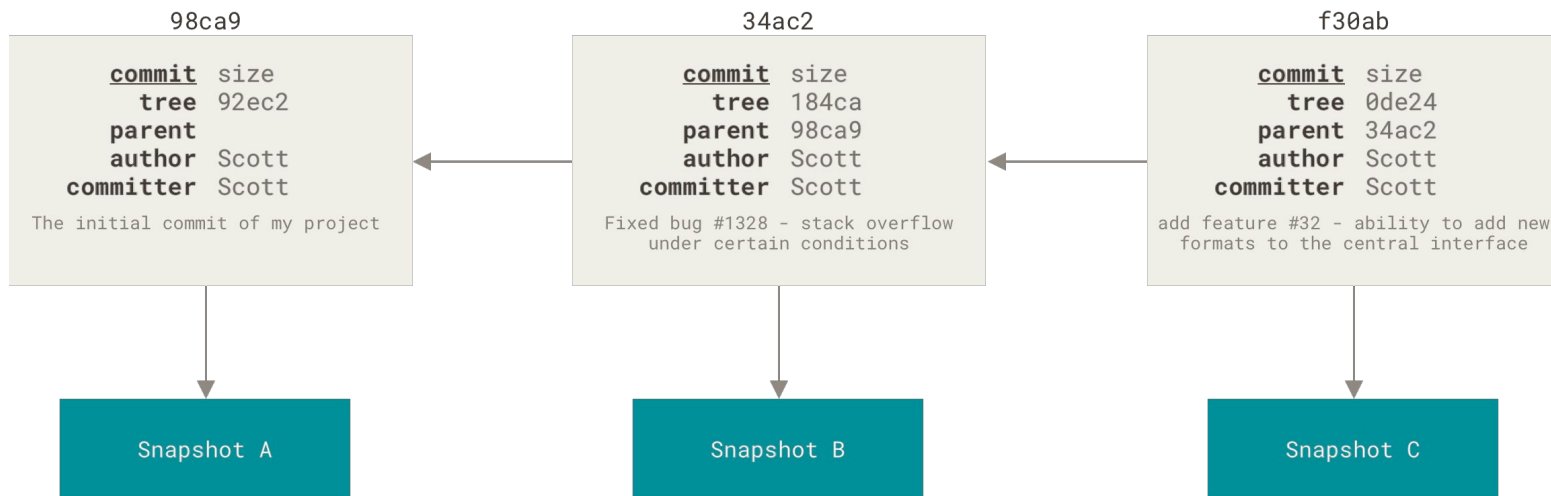 98ca9
commit size
tree 92ec2
parent
author Scott
committer Scott
The initial commit of my project
Snapshot A
34ac2
commit size
tree 184ca
parent 98ca9
author Scott
committer Scott
Fixed bug #1328 - stack overflow
under certain conditions
Snapshot B
f30ab
commit size
tree 0de24
parent 34ac2
author Scott
committer Scott
add feature #32 - ability to add new
formats to the central interface
Snapshot C